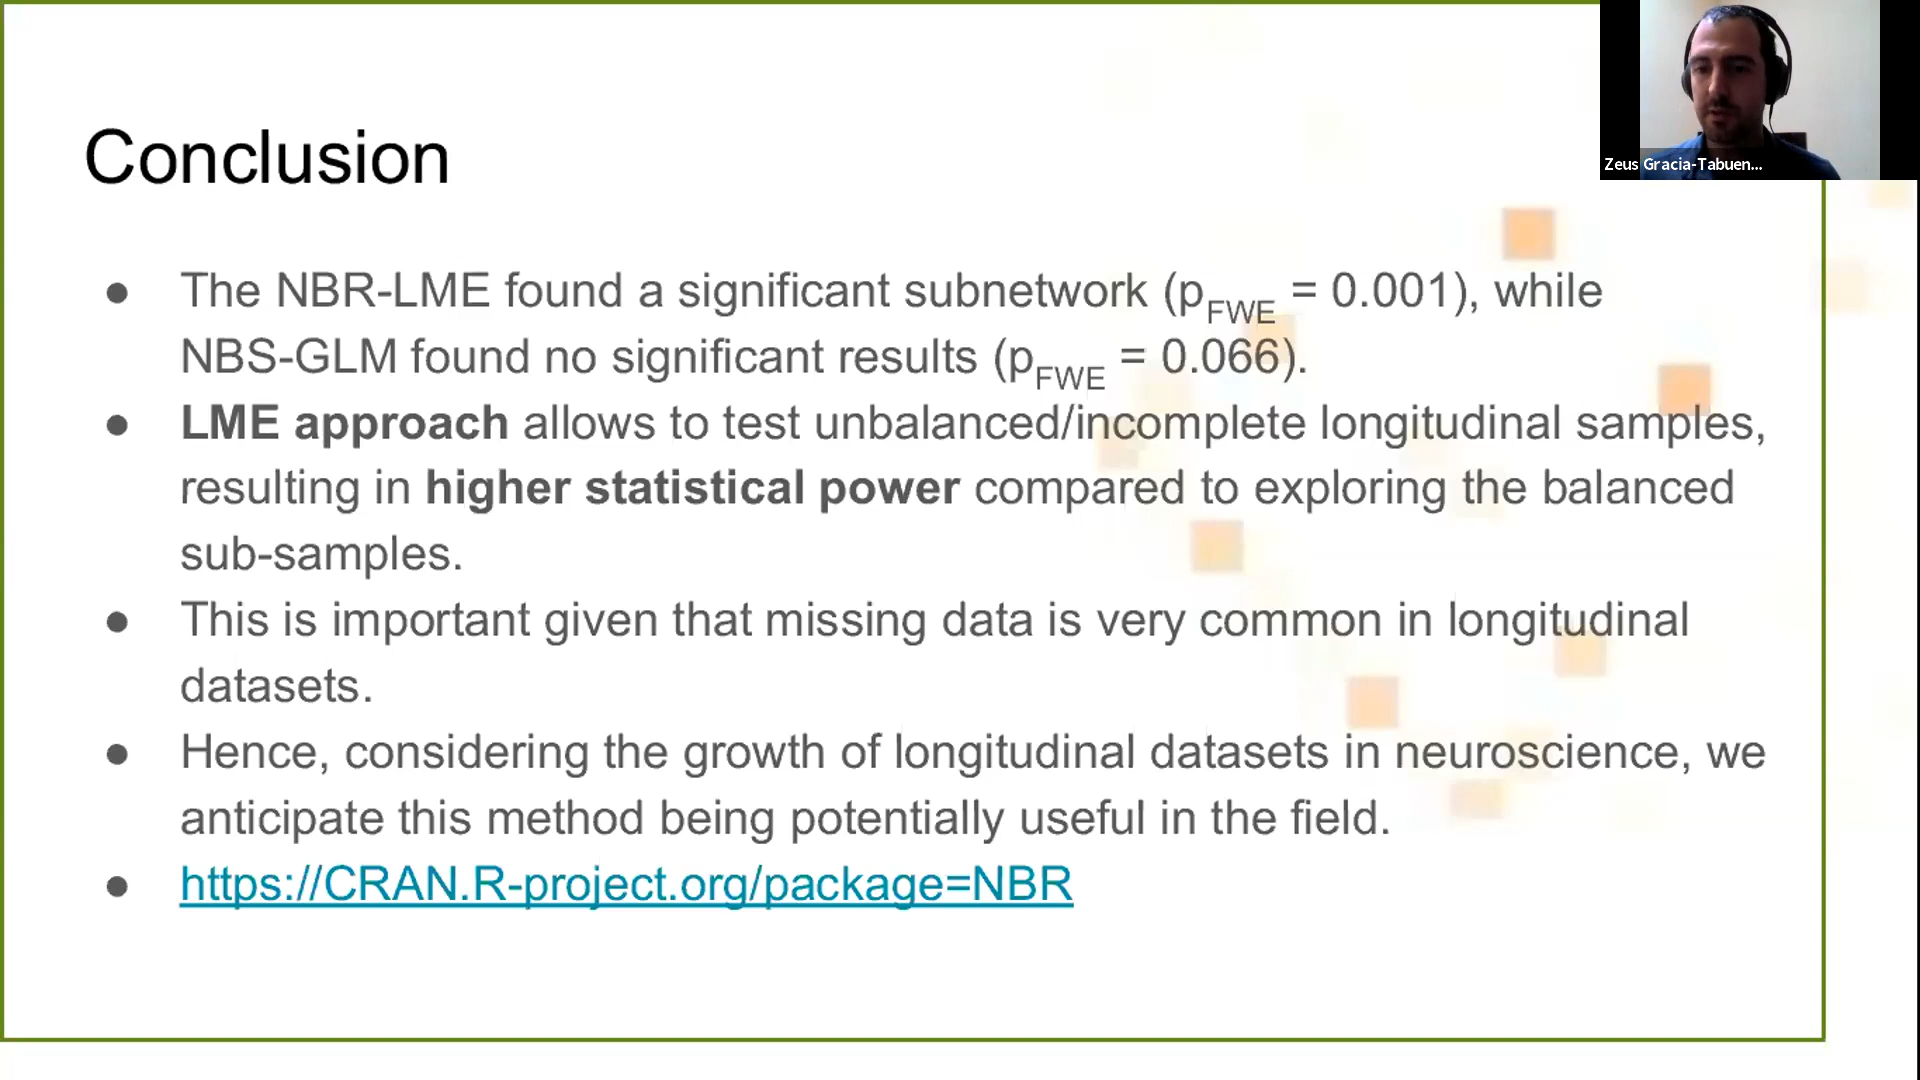 Zeus Gracia-Tabuen...
Conclusion
● The NBR-LME found a significant subnetwork (pFWE = 0.001), while
NBS-GLM found no significant results (pFWE = 0.066).
● LME approach allows to test unbalanced/incomplete longitudinal samples,
resulting in higher statistical power compared to exploring the balanced
sub-samples.
● This is important given that missing data is very common in longitudinal
datasets.
● Hence, considering the growth of longitudinal datasets in neuroscience, we
anticipate this method being potentially useful in the field.
● https://CRAN.R-project.org/package=NBR